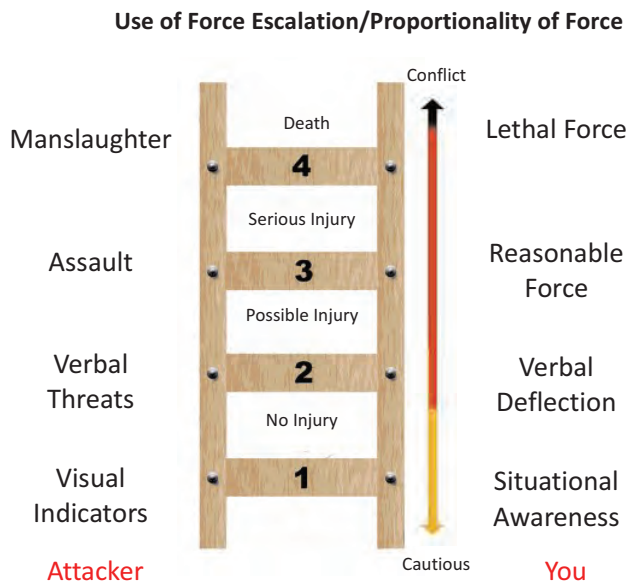 Use of Force Escalation/Proportionality of Force
Conflict
Manslaughter
Death
Lethal Force
4
Serious Injury
Assault
3
Reasonable
Force
Possible Injury
Verbal
Threats
2
Verbal
Deflection
No Injury
Visual
Indicators
1
Situational
Awareness
Attacker
Cautious
You